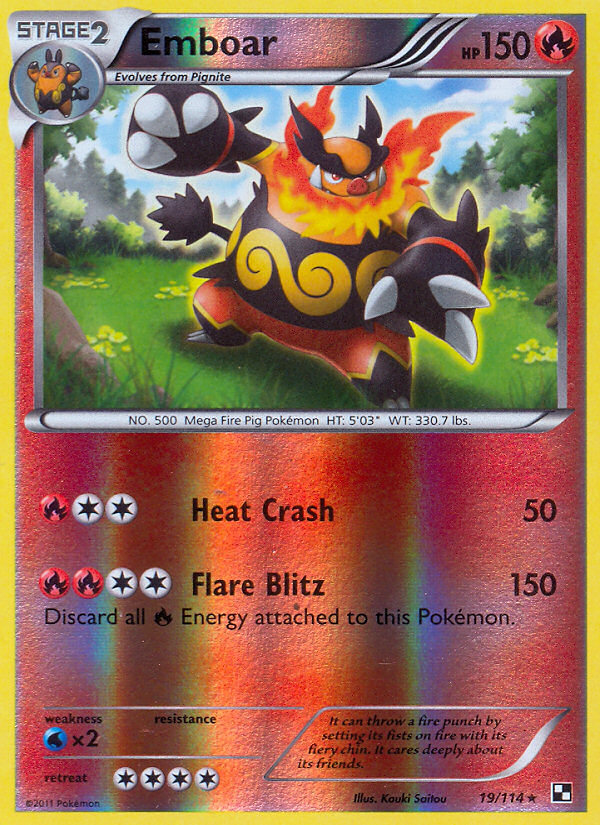 STAGE2
Emboar
HP150
Evolves from Pignite
NO. 500 Mega Fire Pig Pokémon HT: 5'03" WT: 330.7 lbs.
Heat Crash 50
Flare Blitz 150
Discard all Energy attached to this Pokémon.
weakness resistance
×2
It can throw a fire punch by
setting its fists on fire with its
fiery chin. It cares deeply about
its friends.
retreat
©2011 Pokémon
Illus. Kouki Saitou 19/114★